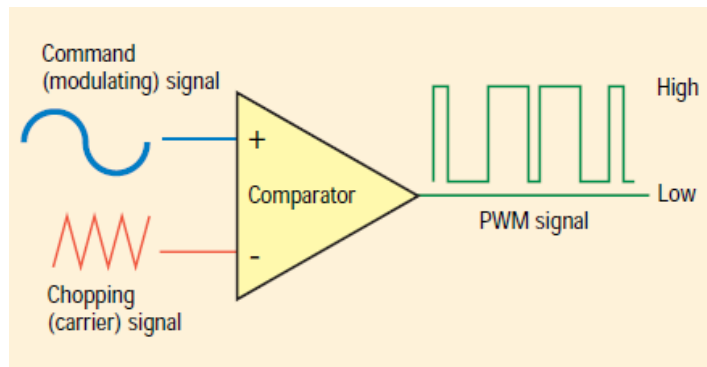 Command
(modulating) signal
+
Comparator
-
Chopping
(carrier) signal
High
Low
PWM signal